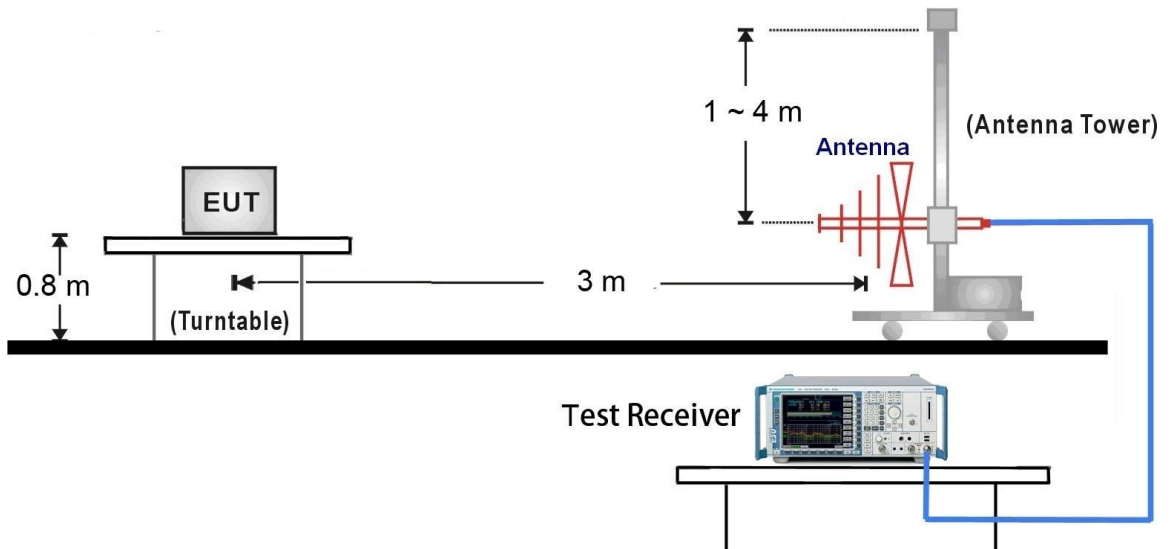 1 ~ 4 m
(Antenna Tower)
Antenna
EUT
0.8 m
3 m
(Turntable)
Test Receiver